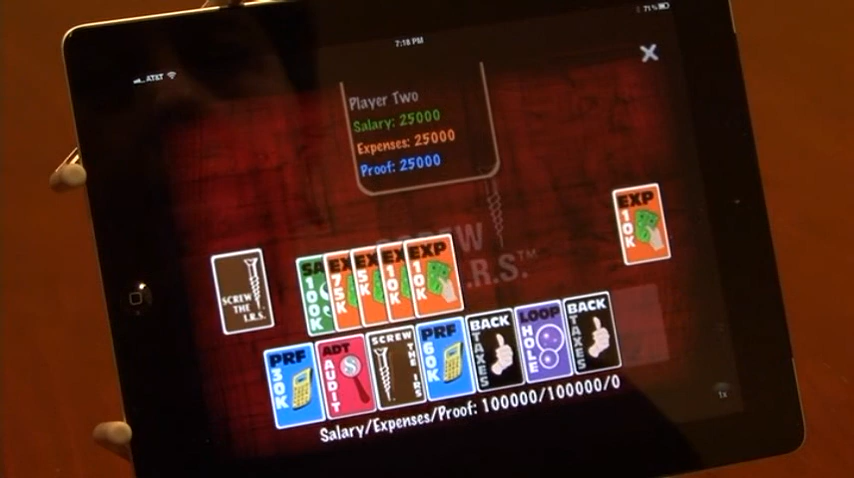 AT&T
7:18 PM
71%
Player Two
Salary: 25000
Expenses: 25000
Proof: 25000
SCREW
I.R.S.™
EXP
10K
SCREW
THE
I.R.S.
SA
100K
EX
75K
EX
5K
EX
10K
EXP
10K
PRF
30K
ADT
AUDIT
SCREW
THE IRS
PRF
60K
BACK
TAXES
LOOP
HOLE
BACK
TAXES
Salary/Expenses/Proof: 100000/100000/0
1x